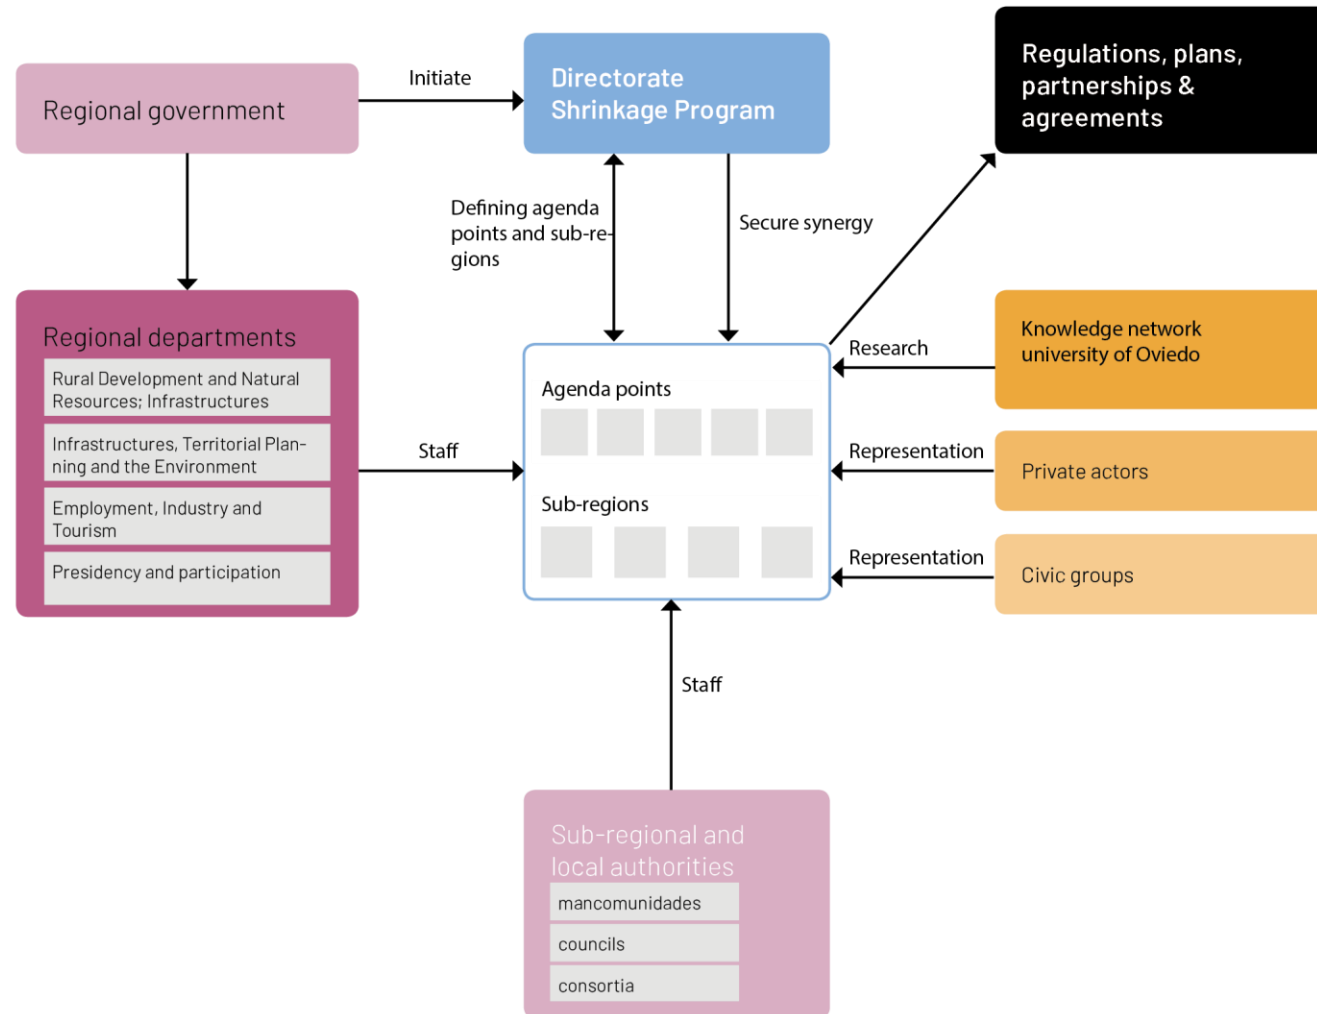 Regional government
Initiate
Directorate
Shrinkage Program
Regulations, plans,
partnerships &
agreements
Defining agenda
points and sub-re-
gions
Secure synergy
Regional departments
Rural Development and Natural
Resources; Infrastructures
Infrastructures, Territorial Plan-
ning and the Environment
Employment, Industry and
Tourism
Presidency and participation
Staff
Agenda points
Sub-regions
Research
Knowledge network
university of Oviedo
Representation
Private actors
Representation
Civic groups
Staff
Sub-regional and
local authorities
mancomunidades
councils
consortia